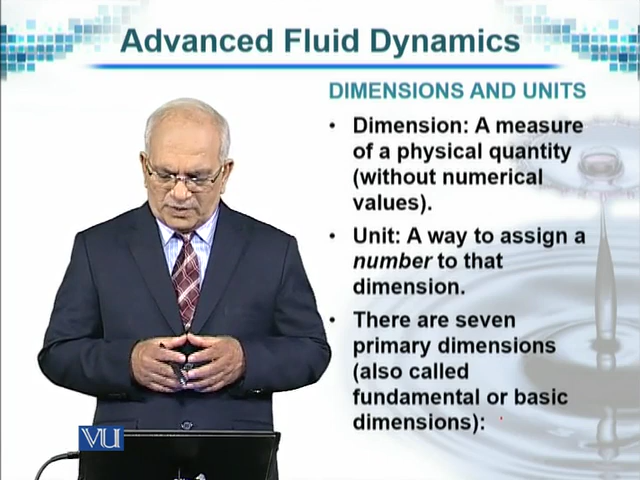 Advanced Fluid Dynamics
DIMENSIONS AND UNITS
• Dimension: A measure
of a physical quantity
(without numerical
values).
• Unit: A way to assign a
number to that
dimension.
• There are seven
primary dimensions
(also called
fundamental or basic
dimensions):
VU